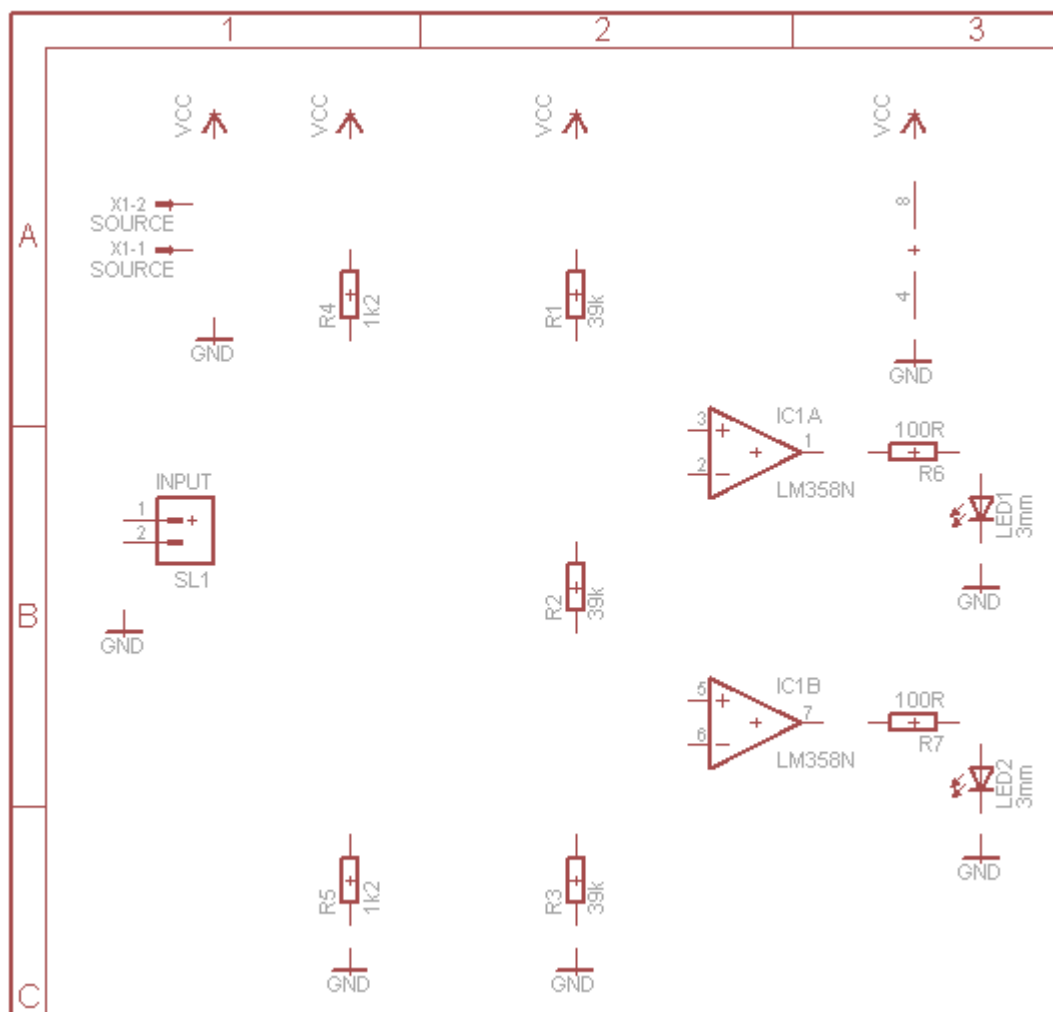 1 2 3
VCC VCC VCC VCC
A
X1-2
SOURCE
X1-1
SOURCE
8
4
R4 1k2
R1 39k
GND
GND
IC1A
3
2
1
LM358N
100R
R6
INPUT
1
2
SL1
LED1
3mm
GND
B
R2 39k
GND
IC1B
5
6
7
LM358N
100R
R7
LED2
3mm
GND
R5 1k2
R3 39k
GND
GND
C